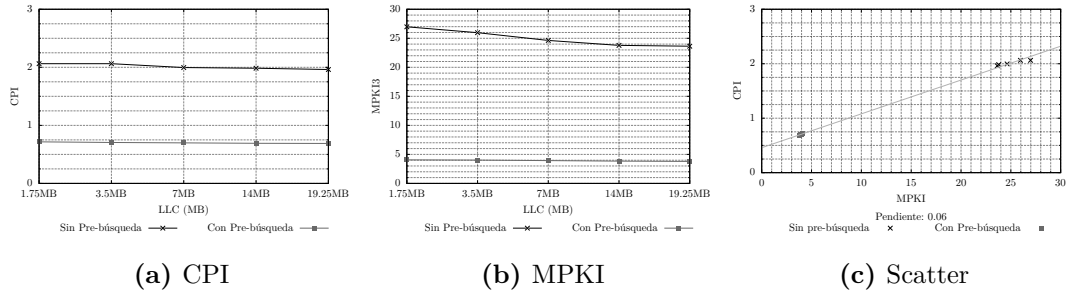 3
2
1
0
CPI
1.75MB 3.5MB 7MB 14MB 19.25MB
LLC (MB)
Sin Pre-búsqueda Con Pre-búsqueda
(a) CPI
30
25
20
15
10
5
0
MPKI3
1.75MB 3.5MB 7MB 14MB 19.25MB
LLC (MB)
Sin Pre-búsqueda Con Pre-búsqueda
(b) MPKI
3
2
1
0
CPI
0 5 10 15 20 25 30
MPKI
Pendiente: 0.06
Sin pre-búsqueda Con Pre-búsqueda
(c) Scatter